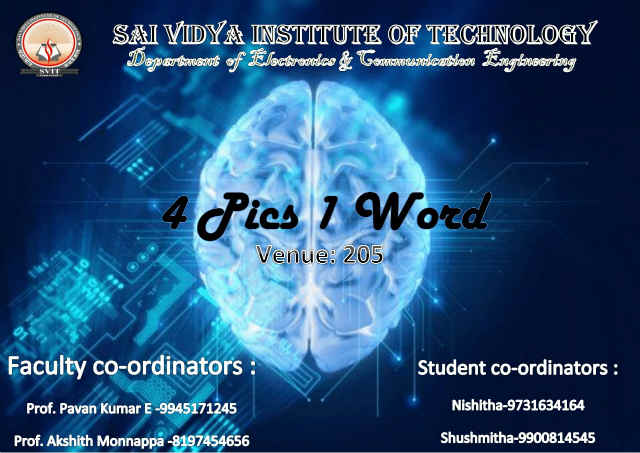 SAI VIDYA INSTITUTE OF TECHNOLOGY
Department of Electronics & Communication Engineering
SVIT
4 Pics 1 Word
Venue: 205
Faculty co-ordinators :
Prof. Pavan Kumar E -9945171245
Prof. Akshith Monnappa -8197454656
Student co-ordinators :
Nishitha-9731634164
Shushmitha-9900814545